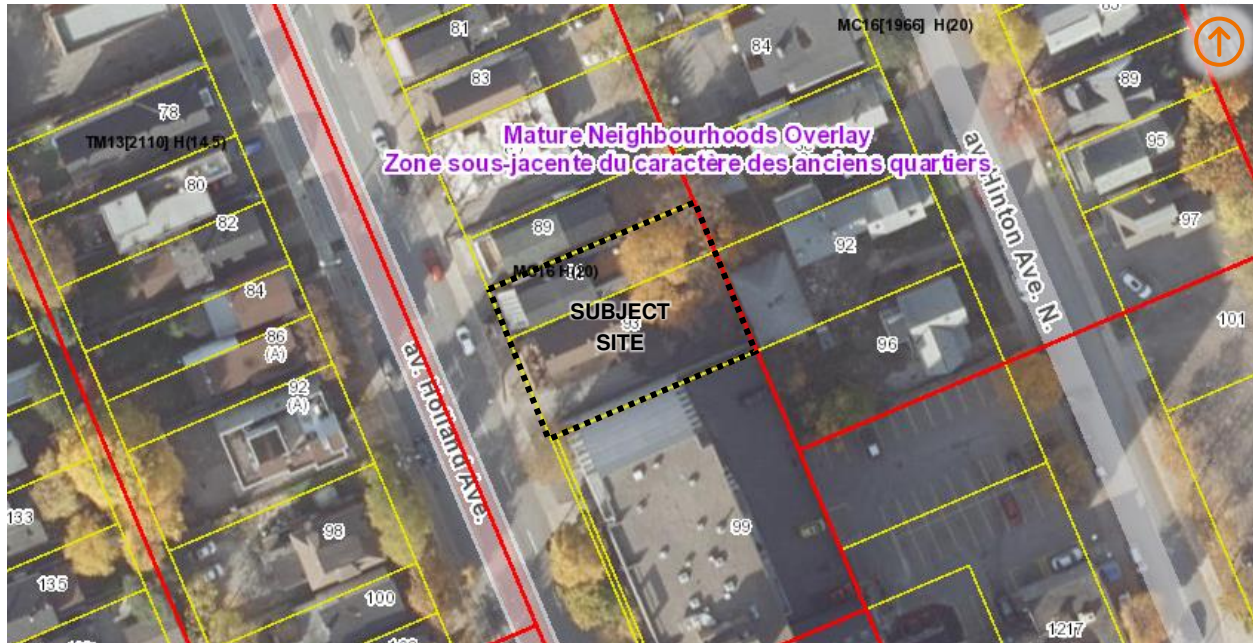 81
MC16[1966] H(20)
85
84
83
89
78
TM13[2110] H(14.5)
Mature Neighbourhoods Overlay
95
Zone sous-jacente du caractère des anciens quartiers
80
av. Hinton Ave. N.
97
82
89
92
MC16 H(20)
84
SUBJECT
93
SITE
101
86
(A)
96
av. Holland Ave.
92
(A)
133
98
99
135
100
1217